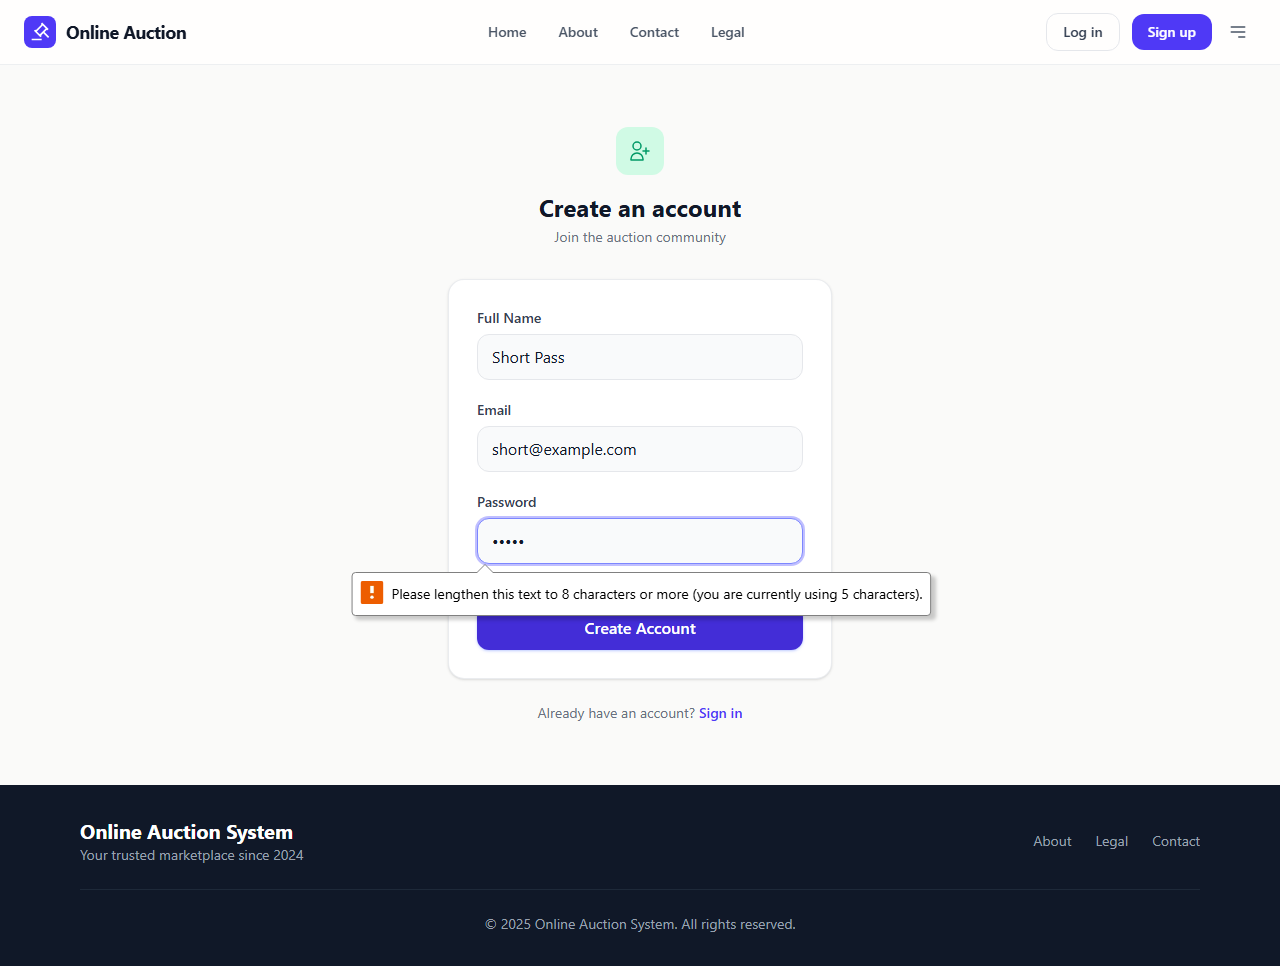 Online Auction
Home
About
Contact
Legal
Log in
Sign up
Create an account
Join the auction community
Full Name
Short Pass
Email
short@example.com
Password
•••••
Please lengthen this text to 8 characters or more (you are currently using 5 characters).
Create Account
Already have an account? Sign in
Online Auction System
Your trusted marketplace since 2024
About
Legal
Contact
© 2025 Online Auction System. All rights reserved.